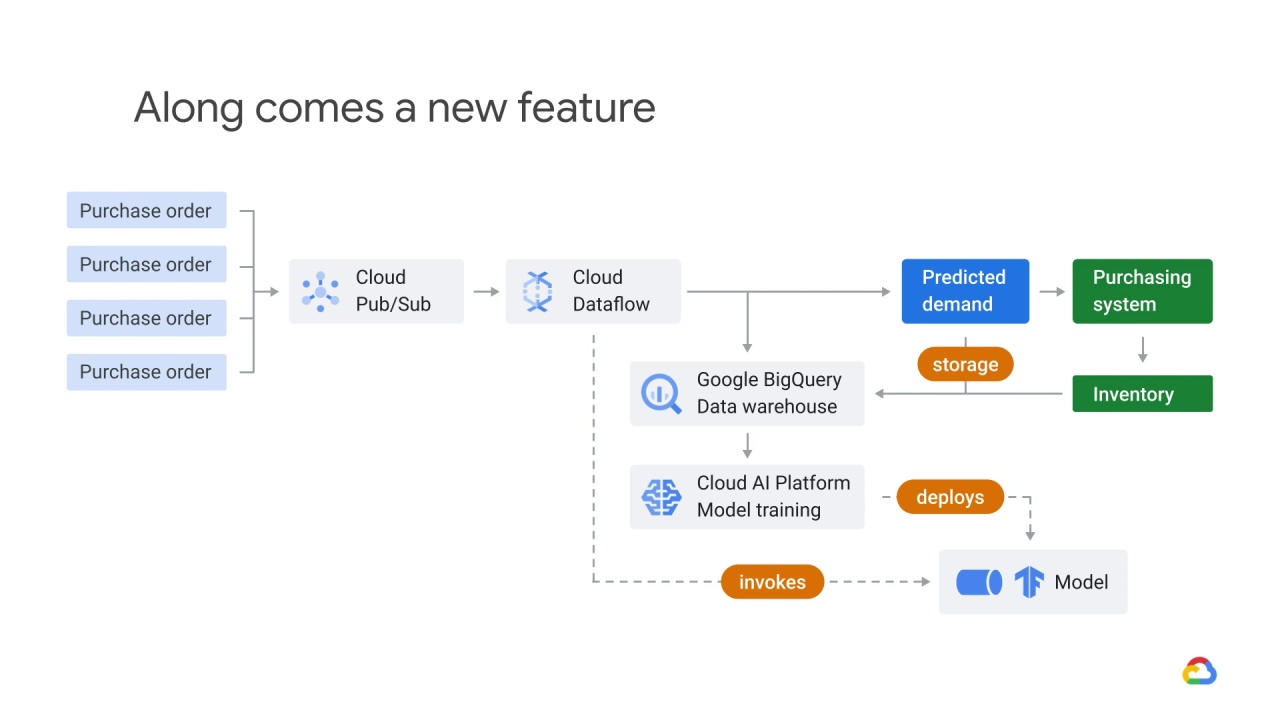 Along comes a new feature
Purchase order
Purchase order
Purchase order
Purchase order
Cloud
Pub/Sub
Cloud
Dataflow
Predicted
demand
Purchasing
system
storage
Google BigQuery
Data warehouse
Inventory
Cloud AI Platform
Model training
deploys
invokes
Model